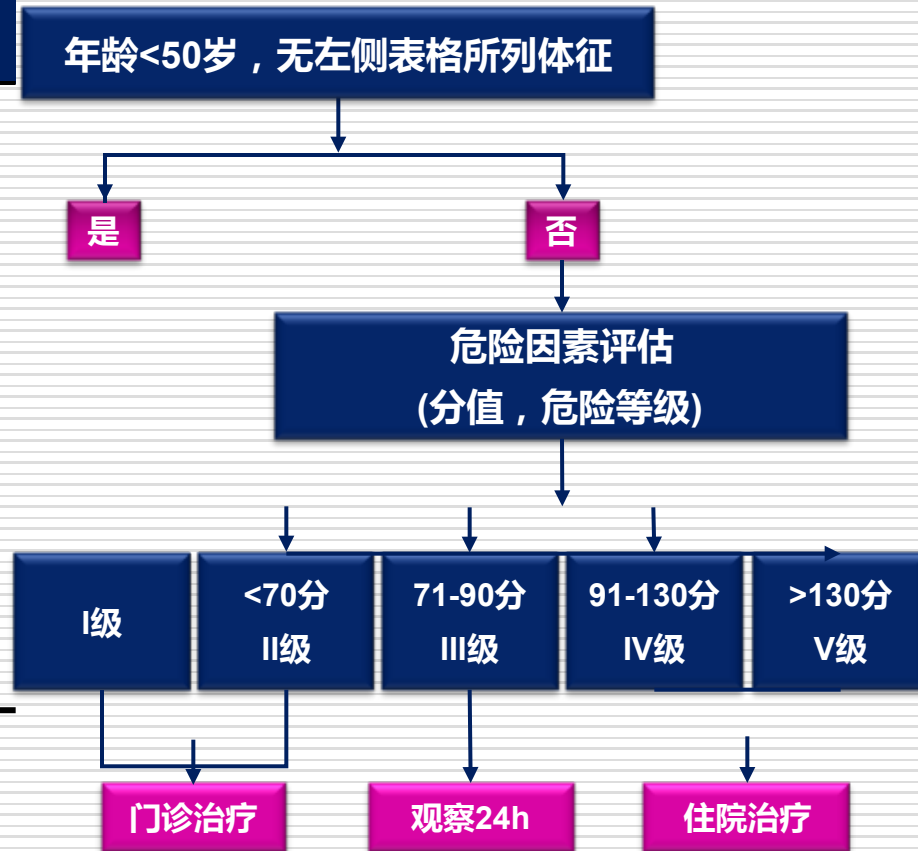 年龄<50岁，无左侧表格所列体征
是
否
危险因素评估
(分值，危险等级)
I级
<70分
II级
71-90分
III级
91-130分
IV级
>130分
V级
门诊治疗
观察24h
住院治疗